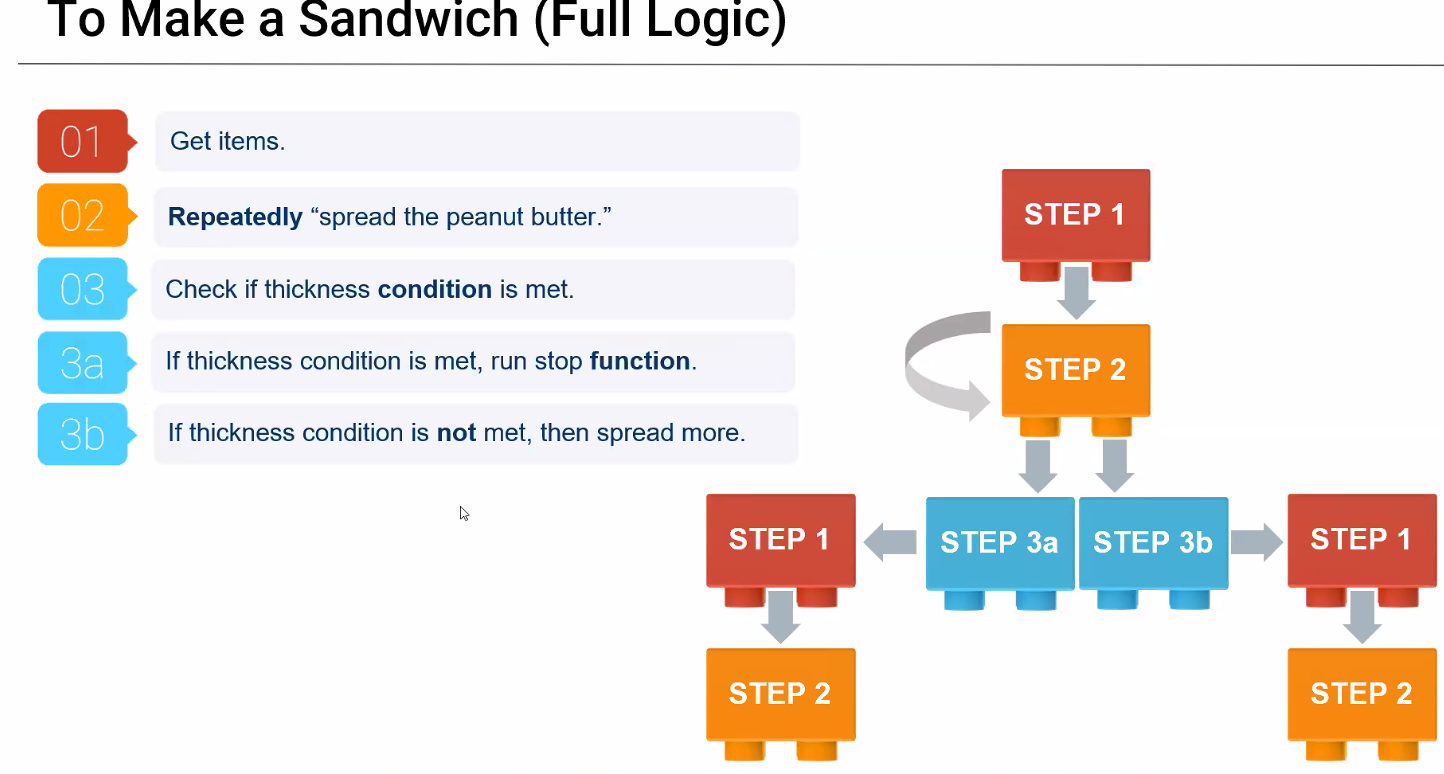 To Make a Sandwich (Full Logic)
01
Get items.
02
Repeatedly “spread the peanut butter.”
03
Check if thickness condition is met.
3a
If thickness condition is met, run stop function.
3b
If thickness condition is not met, then spread more.
STEP 1
STEP 2
STEP 1
STEP 3a
STEP 3b
STEP 1
STEP 2
STEP 2